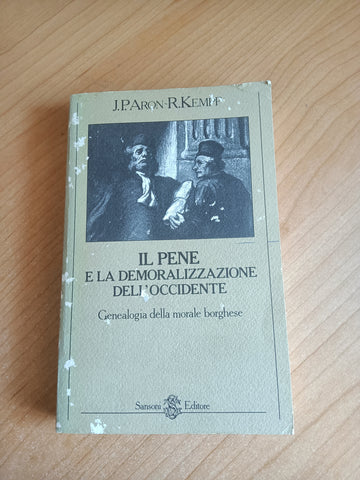 J.P.ARON-R.KEMPF
IL PENE
E LA DEMORALIZZAZIONE
DELL'OCCIDENTE
Genealogia della morale borghese
Sansoni Editore